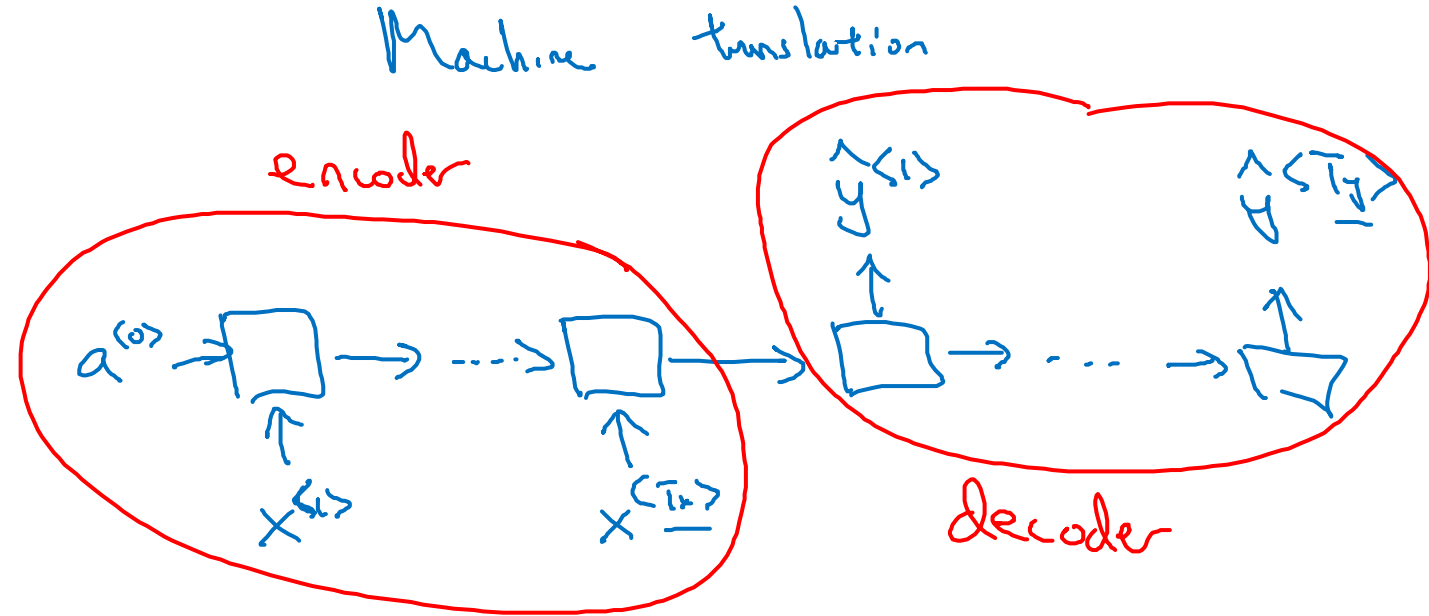 Machine translation
encoder
ŷ<1> ŷ<Ty>
a<0> ..... ...
x<1> x<Tx>
decoder